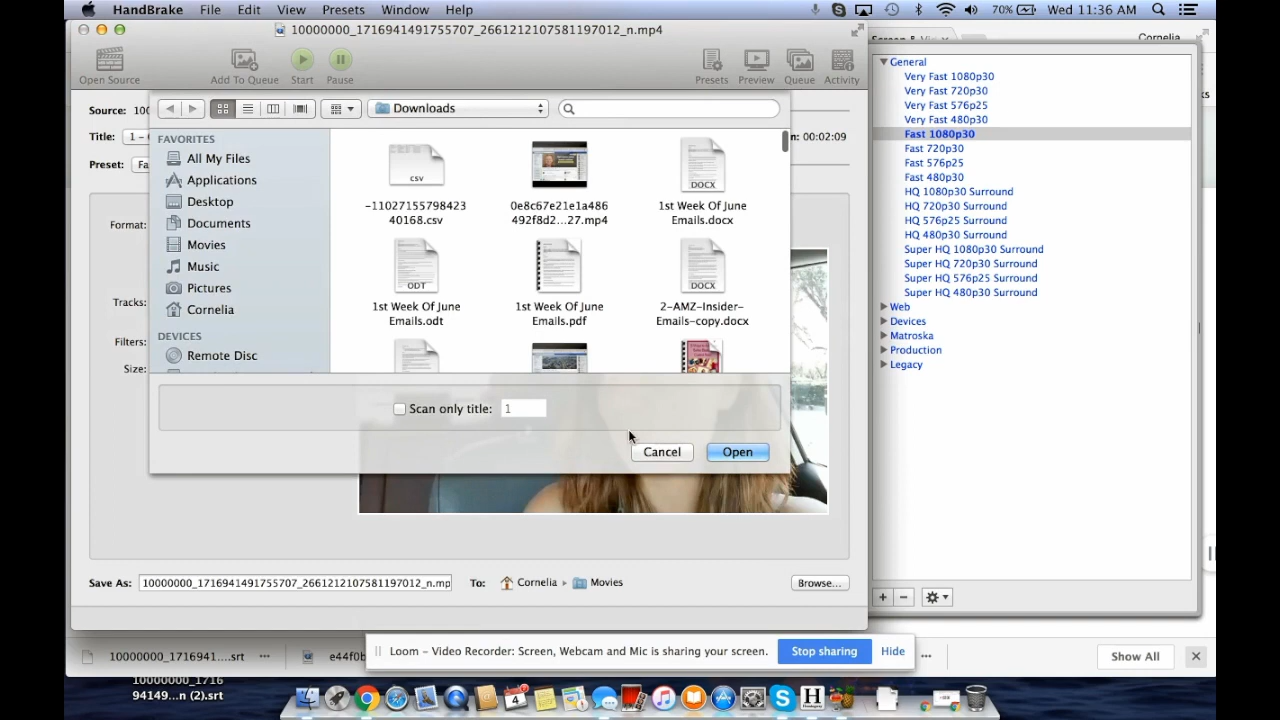 HandBrake File Edit View Presets Window Help 70% Wed 11:36 AM
10000000_1716941491755707_2661212107581197012_n.mp4
Cornelia
Open Source Add To Queue Start Pause Presets Preview Queue Activity
Source: 100
Downloads
Title: 1 - n: 00:02:09
Preset: Fa
Format:
Tracks:
Filters:
Size:
FAVORITES
All My Files
Applications
Desktop
Documents
Movies
Music
Pictures
Cornelia
DEVICES
Remote Disc
csv
-11027155798423
40168.csv
0e8c67e21e1a486
492f8d2...27.mp4
DOCX
1st Week Of June
Emails.docx
ODT
1st Week Of June
Emails.odt
1st Week Of June
Emails.pdf
DOCX
2-AMZ-Insider-
Emails-copy.docx
Scan only title: 1
Cancel Open
Save As: 10000000_1716941491755707_2661212107581197012_n.mp To: Cornelia Movies Browse...
General
Very Fast 1080p30
Very Fast 720p30
Very Fast 576p25
Very Fast 480p30
Fast 1080p30
Fast 720p30
Fast 576p25
Fast 480p30
HQ 1080p30 Surround
HQ 720p30 Surround
HQ 576p25 Surround
HQ 480p30 Surround
Super HQ 1080p30 Surround
Super HQ 720p30 Surround
Super HQ 576p25 Surround
Super HQ 480p30 Surround
Web
Devices
Matroska
Production
Legacy
10000000_1716941....srt e44f0b
Loom – Video Recorder: Screen, Webcam and Mic is sharing your screen. Stop sharing Hide
Show All
10000000_1716
94149...n (2).srt